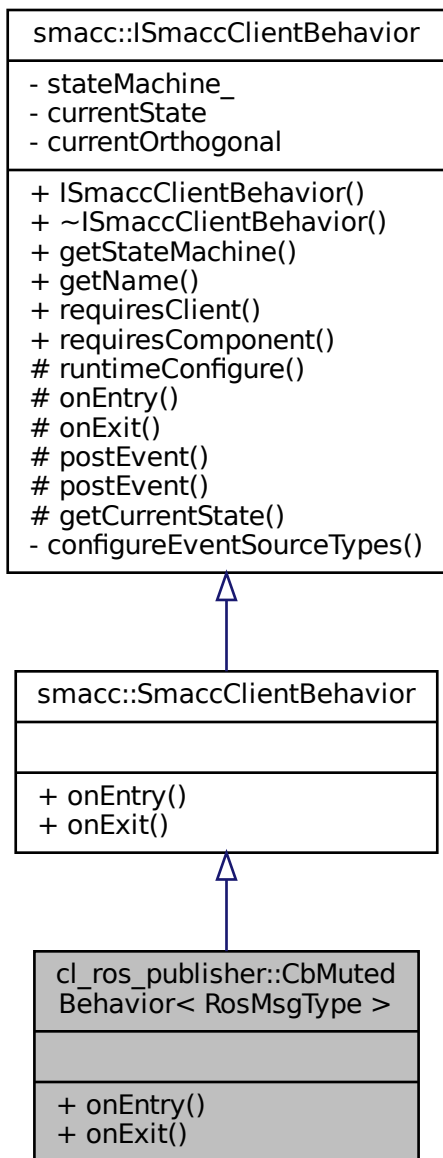 smacc::ISmaccClientBehavior
- stateMachine_
- currentState
- currentOrthogonal
+ ISmaccClientBehavior()
+ ~ISmaccClientBehavior()
+ getStateMachine()
+ getName()
+ requiresClient()
+ requiresComponent()
# runtimeConfigure()
# onEntry()
# onExit()
# postEvent()
# postEvent()
# getCurrentState()
- configureEventSourceTypes()
smacc::SmaccClientBehavior
+ onEntry()
+ onExit()
cl_ros_publisher::CbMuted
Behavior< RosMsgType >
+ onEntry()
+ onExit()